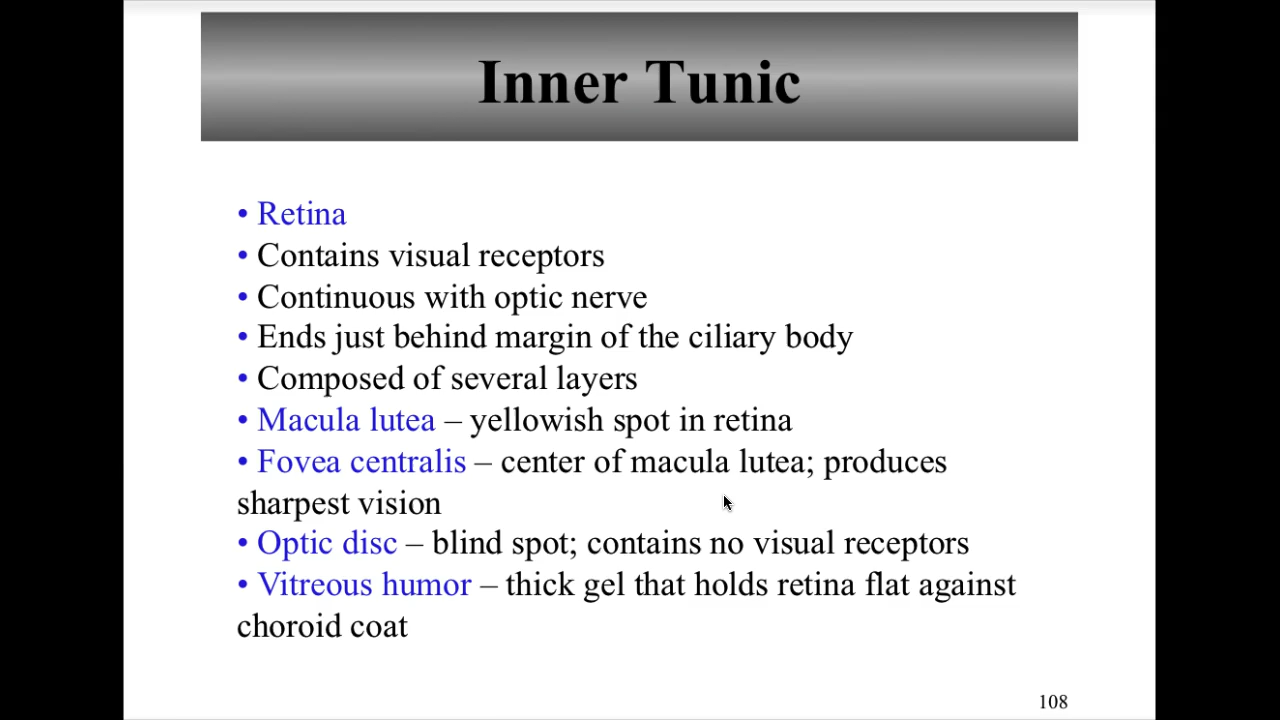 Inner Tunic
• Retina
• Contains visual receptors
• Continuous with optic nerve
• Ends just behind margin of the ciliary body
• Composed of several layers
• Macula lutea – yellowish spot in retina
• Fovea centralis – center of macula lutea; produces
sharpest vision
• Optic disc – blind spot; contains no visual receptors
• Vitreous humor – thick gel that holds retina flat against
choroid coat
108